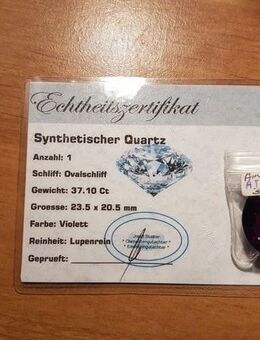 Echtheitszertifikat
Synthetischer Quartz
Anzahl: 1
Schliff: Ovalschliff
Gewicht: 37.10 Ct
Groesse: 23.5 x 20.5 mm
Farbe: Violett
Reinheit: Lupenrein
Geprueft: